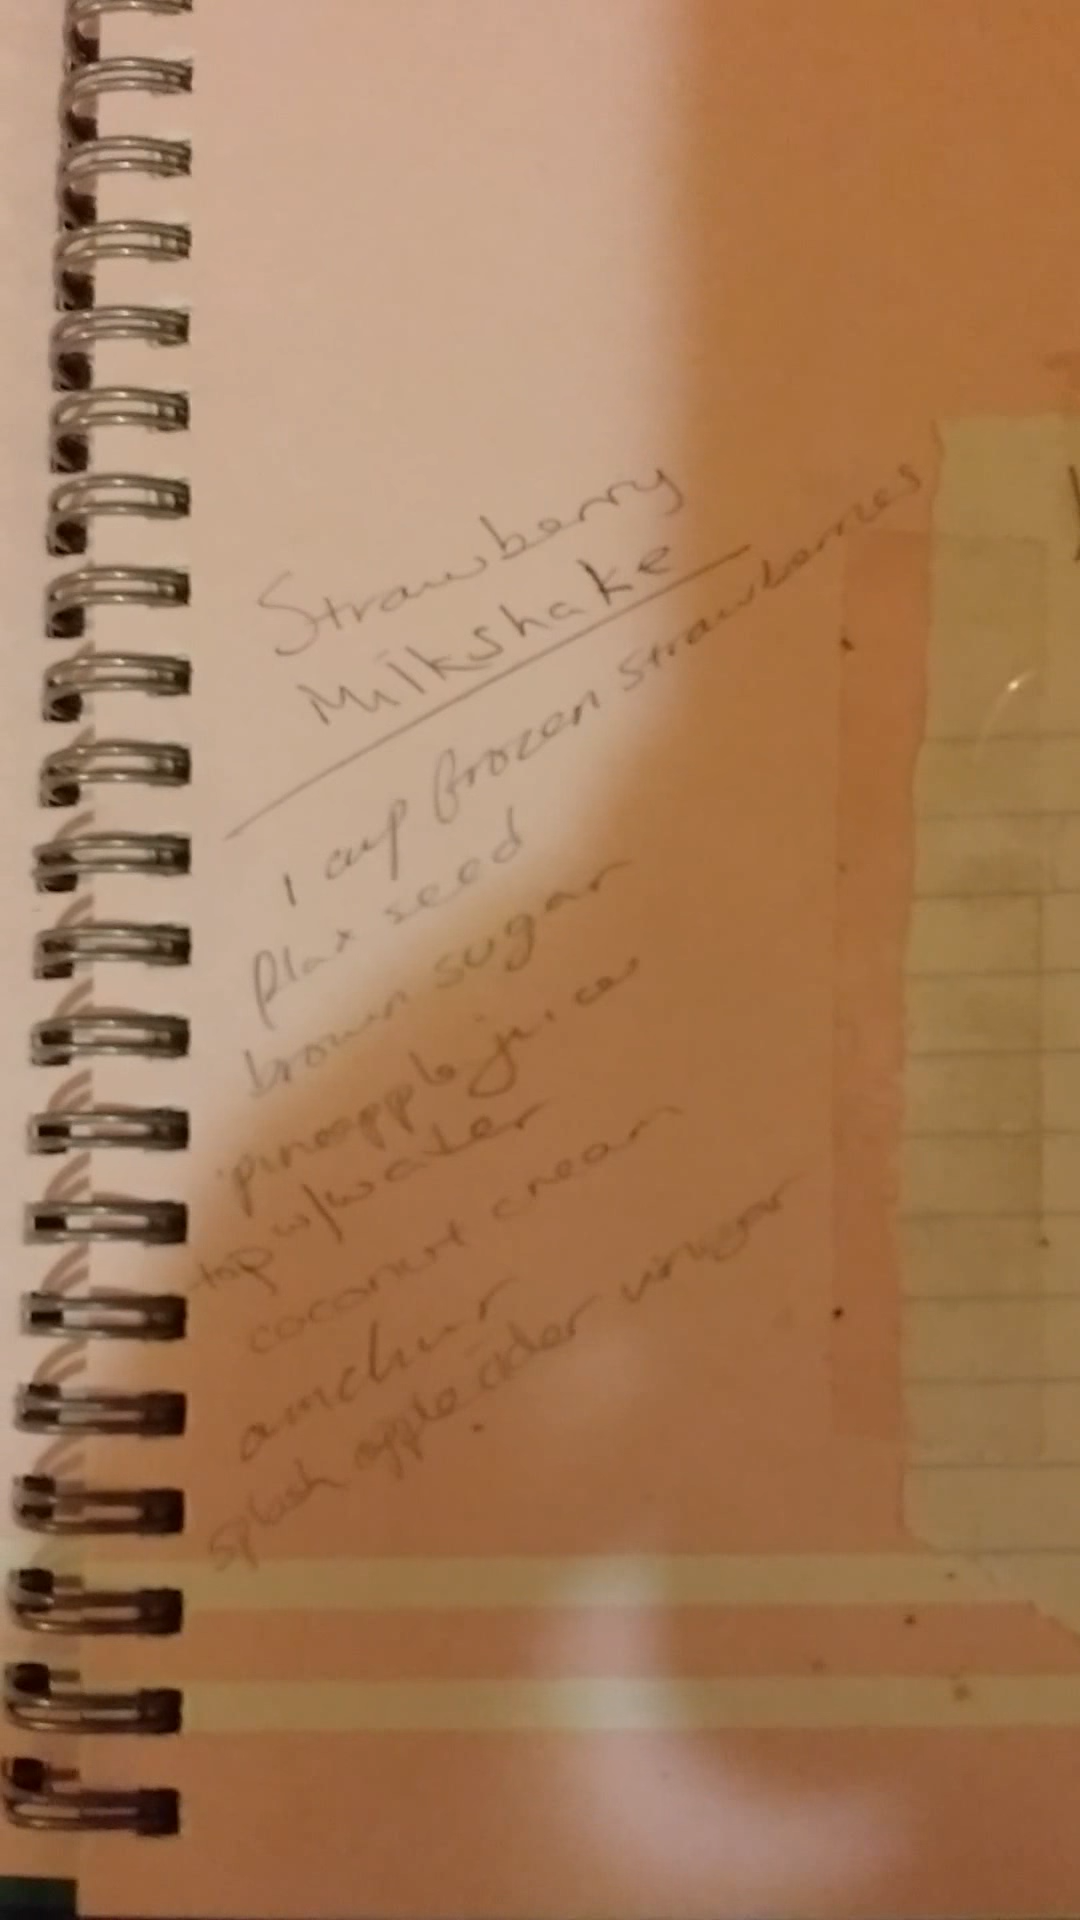 Strawberry
Milkshake
1 cup frozen strawberries
flax seed
brown sugar
pineapple juice
top w/water
coconut cream
amchur
splash apple cider vingar